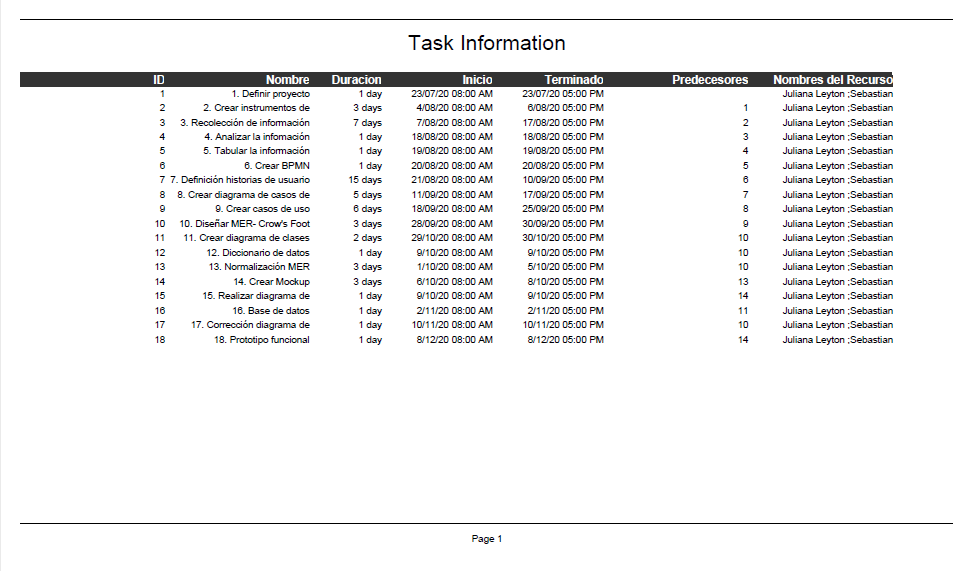 Task Information
ID Nombre Duracion Inicio Terminado Predecesores Nombres del Recurso
1 1. Definir proyecto 1 day 23/07/20 08:00 AM 23/07/20 05:00 PM Juliana Leyton ;Sebastian
2 2. Crear instrumentos de 3 days 4/08/20 08:00 AM 6/08/20 05:00 PM 1 Juliana Leyton ;Sebastian
3 3. Recolección de información 7 days 7/08/20 08:00 AM 17/08/20 05:00 PM 2 Juliana Leyton ;Sebastian
4 4. Analizar la infomación 1 day 18/08/20 08:00 AM 18/08/20 05:00 PM 3 Juliana Leyton ;Sebastian
5 5. Tabular la información 1 day 19/08/20 08:00 AM 19/08/20 05:00 PM 4 Juliana Leyton ;Sebastian
6 6. Crear BPMN 1 day 20/08/20 08:00 AM 20/08/20 05:00 PM 5 Juliana Leyton ;Sebastian
7 7. Definición historias de usuario 15 days 21/08/20 08:00 AM 10/09/20 05:00 PM 6 Juliana Leyton ;Sebastian
8 8. Crear diagrama de casos de 5 days 11/09/20 08:00 AM 17/09/20 05:00 PM 7 Juliana Leyton ;Sebastian
9 9. Crear casos de uso 6 days 18/09/20 08:00 AM 25/09/20 05:00 PM 8 Juliana Leyton ;Sebastian
10 10. Diseñar MER- Crow's Foot 3 days 28/09/20 08:00 AM 30/09/20 05:00 PM 9 Juliana Leyton ;Sebastian
11 11. Crear diagrama de clases 2 days 29/10/20 08:00 AM 30/10/20 05:00 PM 10 Juliana Leyton ;Sebastian
12 12. Diccionario de datos 1 day 9/10/20 08:00 AM 9/10/20 05:00 PM 10 Juliana Leyton ;Sebastian
13 13. Normalización MER 3 days 1/10/20 08:00 AM 5/10/20 05:00 PM 10 Juliana Leyton ;Sebastian
14 14. Crear Mockup 3 days 6/10/20 08:00 AM 8/10/20 05:00 PM 13 Juliana Leyton ;Sebastian
15 15. Realizar diagrama de 1 day 9/10/20 08:00 AM 9/10/20 05:00 PM 14 Juliana Leyton ;Sebastian
16 16. Base de datos 1 day 2/11/20 08:00 AM 2/11/20 05:00 PM 11 Juliana Leyton ;Sebastian
17 17. Corrección diagrama de 1 day 10/11/20 08:00 AM 10/11/20 05:00 PM 10 Juliana Leyton ;Sebastian
18 18. Prototipo funcional 1 day 8/12/20 08:00 AM 8/12/20 05:00 PM 14 Juliana Leyton ;Sebastian
Page 1